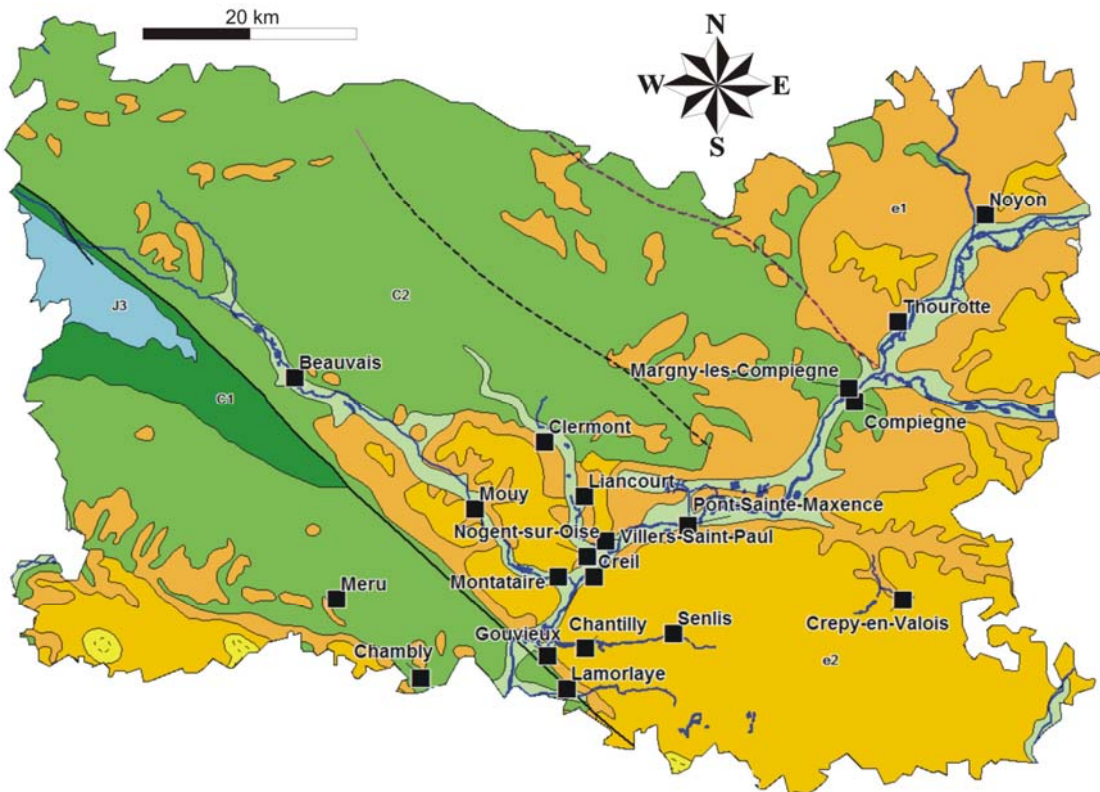 20 km
N
W E
S
e1
Noyon
J3
C2
Thourotte
Beauvais
Margny-les-Compiegne
C1
Compiegne
Clermont
Liancourt
Mouy
Pont-Sainte-Maxence
Nogent-sur-Oise
Villers-Saint-Paul
Creil
Montataire
Meru
Crepy-en-Valois
Senlis
Chantilly
Gouvieux
Chambly
e2
Lamorlaye